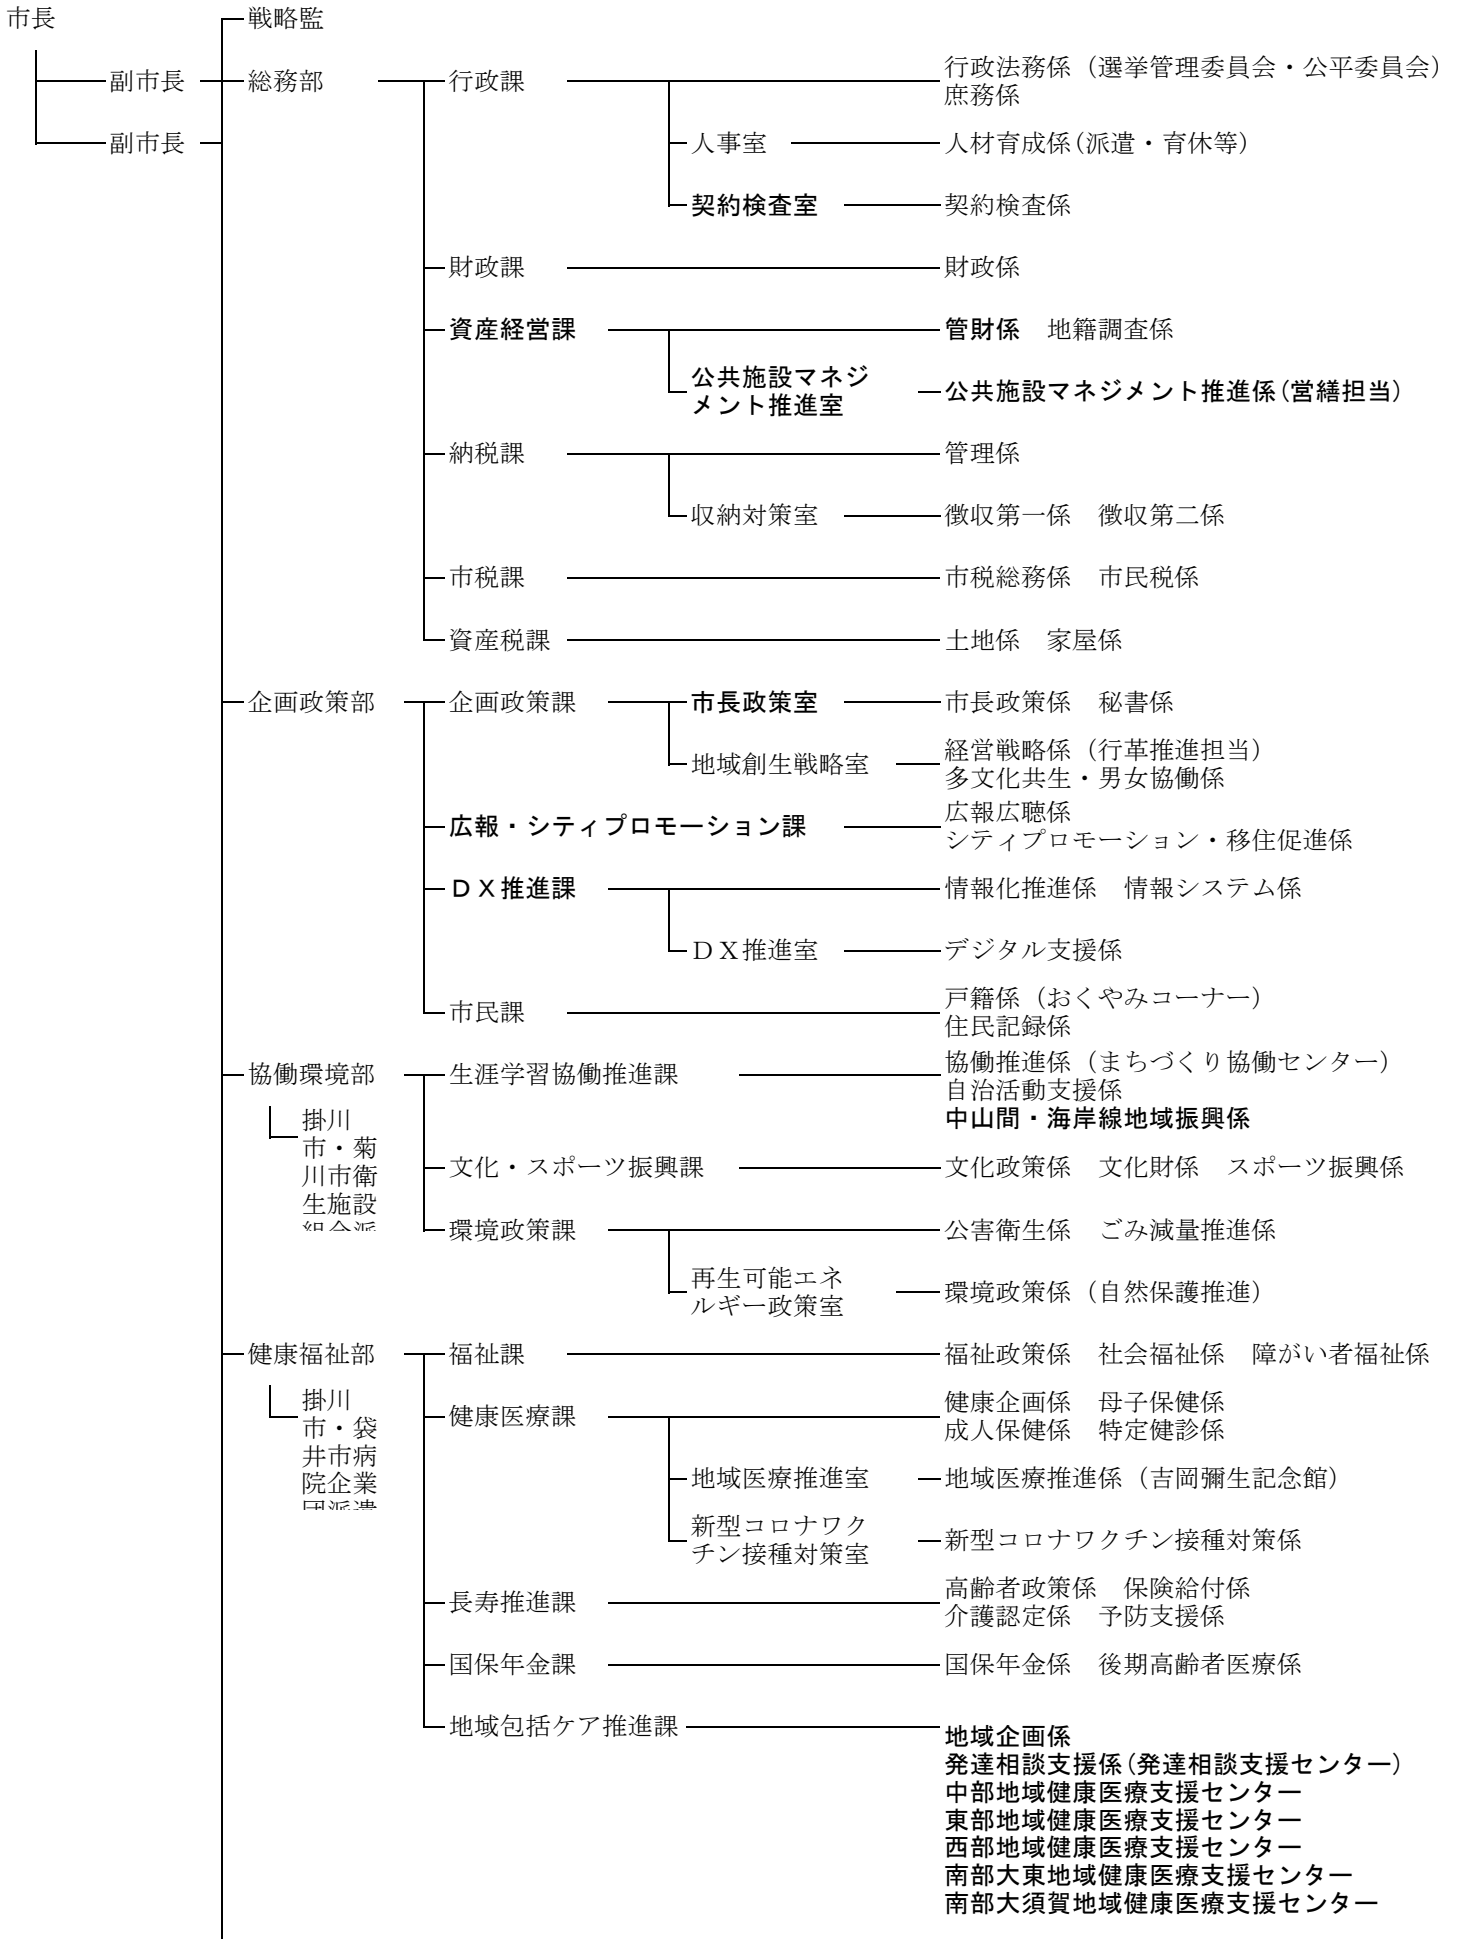 市長
戦略監
副市長
総務部
行政課
行政法務係（選挙管理委員会・公平委員会）
庶務係
副市長
人事室
人材育成係(派遣・育休等)
契約検査室
契約検査係
財政課
財政係
資産経営課
管財係　地籍調査係
公共施設マネジ
メント推進室
公共施設マネジメント推進係(営繕担当)
納税課
管理係
収納対策室
徴収第一係　徴収第二係
市税課
市税総務係　市民税係
資産税課
土地係　家屋係
企画政策部
企画政策課
市長政策室
市長政策係　秘書係
地域創生戦略室
経営戦略係（行革推進担当）
多文化共生・男女協働係
広報・シティプロモーション課
広報広聴係
シティプロモーション・移住促進係
ＤＸ推進課
情報化推進係　情報システム係
ＤＸ推進室
デジタル支援係
市民課
戸籍係（おくやみコーナー）
住民記録係
協働環境部
生涯学習協働推進課
協働推進係（まちづくり協働センター）
自治活動支援係
中山間・海岸線地域振興係
掛川
市・菊
川市衛
生施設
組合派
文化・スポーツ振興課
文化政策係　文化財係　スポーツ振興係
環境政策課
公害衛生係　ごみ減量推進係
再生可能エネ
ルギー政策室
環境政策係（自然保護推進）
健康福祉部
福祉課
福祉政策係　社会福祉係　障がい者福祉係
掛川
市・袋
井市病
院企業
団派遣
健康医療課
健康企画係　母子保健係
成人保健係　特定健診係
地域医療推進室
地域医療推進係（吉岡彌生記念館）
新型コロナワク
チン接種対策室
新型コロナワクチン接種対策係
長寿推進課
高齢者政策係　保険給付係
介護認定係　予防支援係
国保年金課
国保年金係　後期高齢者医療係
地域包括ケア推進課
地域企画係
発達相談支援係(発達相談支援センター)
中部地域健康医療支援センター
東部地域健康医療支援センター
西部地域健康医療支援センター
南部大東地域健康医療支援センター
南部大須賀地域健康医療支援センター